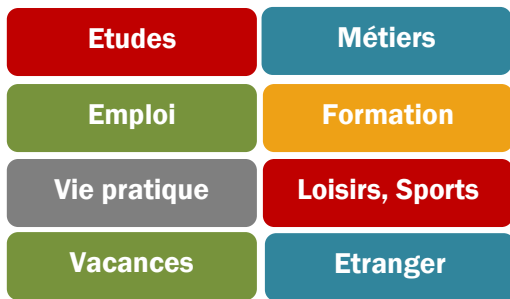 Etudes
Métiers
Emploi
Formation
Vie pratique
Loisirs, Sports
Vacances
Etranger